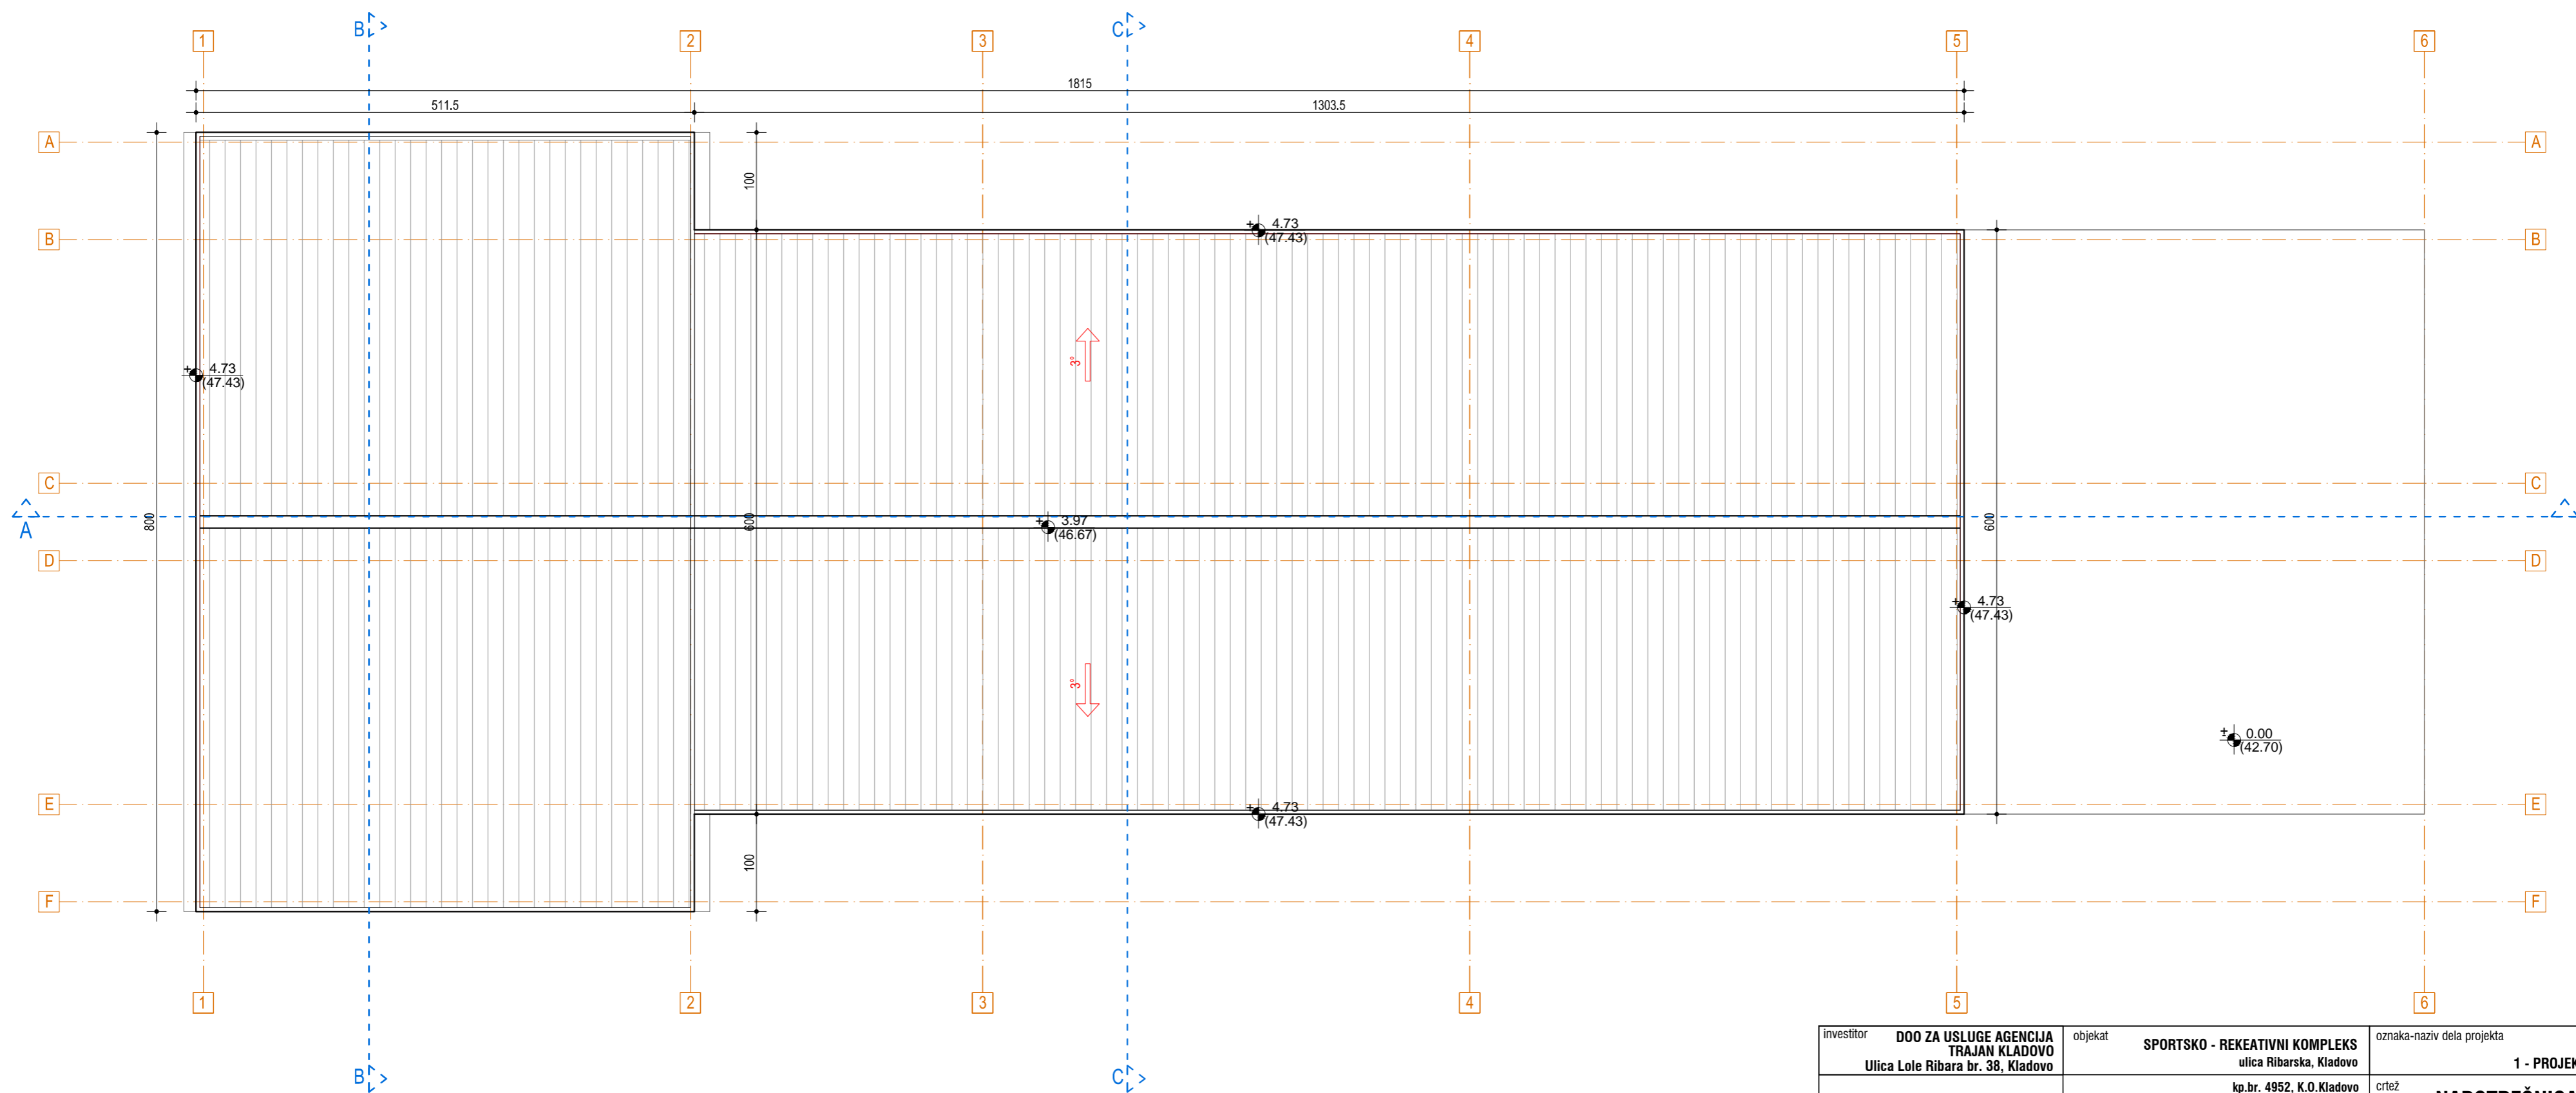 B C
1 2 3 4 5 6
1815
511.5 1303.5
A A
100
+ 4.73
(47.43)
B B
3°
+ 4.73
(47.43)
C C
A
800
600
+ 3.97
(46.67)
600
D D
+ 4.73
(47.43)
3°
± 0.00
(42.70)
E E
+ 4.73
(47.43)
100
F F
1 2 3 4 5 6
B C
investitor
DOO ZA USLUGE AGENCIJA
TRAJAN KLADOVO
Ulica Lole Ribara br. 38, Kladovo
objekat
SPORTSKO - REKEATIVNI KOMPLEKS
ulica Ribarska, Kladovo
kp.br. 4952, K.O.Kladovo
oznaka-naziv dela projekta
1 - PROJEK
crtež